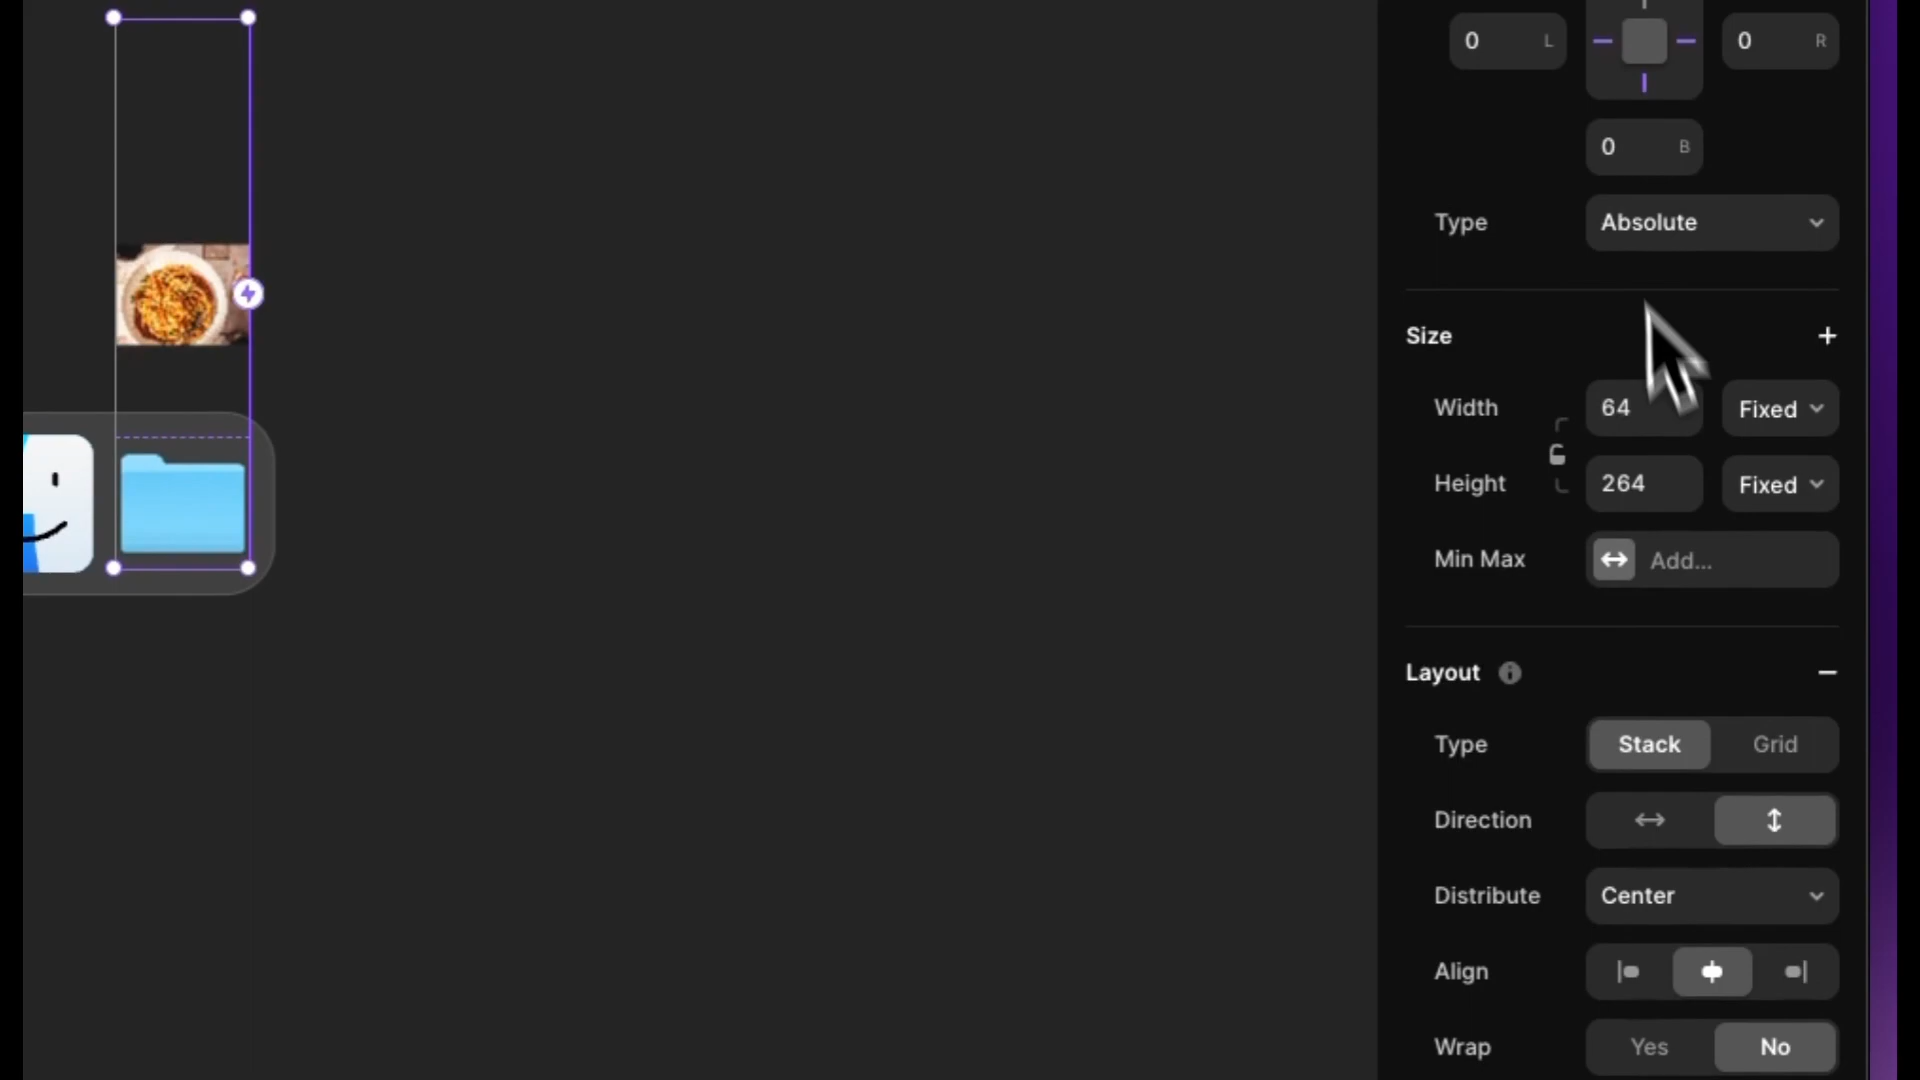 0 L
0 R
0 B
Type Absolute
Size
Width 64 Fixed
Height 264 Fixed
Min Max Add...
Layout
Type Stack Grid
Direction
Distribute Center
Align
Wrap Yes No